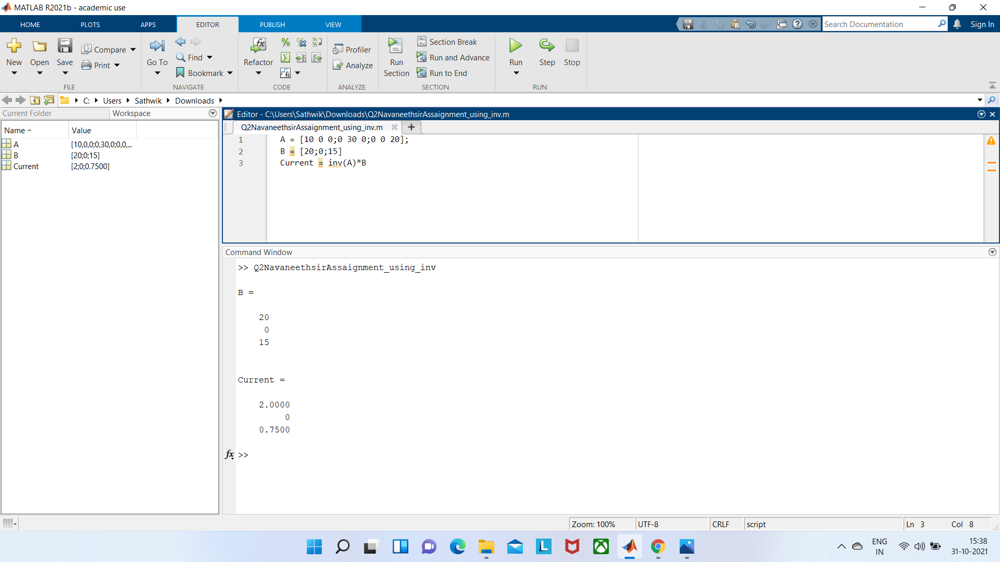 MATLAB R2021b - academic use
HOME PLOTS APPS EDITOR PUBLISH VIEW
Search Documentation
Sign In
New Open Save
Compare
Print
FILE
Go To
Find
Bookmark
NAVIGATE
Refactor
CODE
Profiler
Analyze
ANALYZE
Run Section
Section Break
Run and Advance
Run to End
SECTION
Run Step Stop
RUN
C: Users Sathwik Downloads
Current Folder
Workspace
Name Value
A [10,0,0;0,30,0;0,0,...
B [20;0;15]
Current [2;0;0.7500]
Editor - C:\Users\Sathwik\Downloads\Q2NavaneethsirAssaignment_using_inv.m
Q2NavaneethsirAssaignment_using_inv.m
1 A = [10 0 0;0 30 0;0 0 20];
2 B = [20;0;15]
3 Current = inv(A)*B
Command Window
>> Q2NavaneethsirAssaignment_using_inv
B =
20
0
15
Current =
2.0000
0
0.7500
fx >>
Zoom: 100% UTF-8 CRLF script Ln 3 Col 8
ENG
IN
15:38
31-10-2021